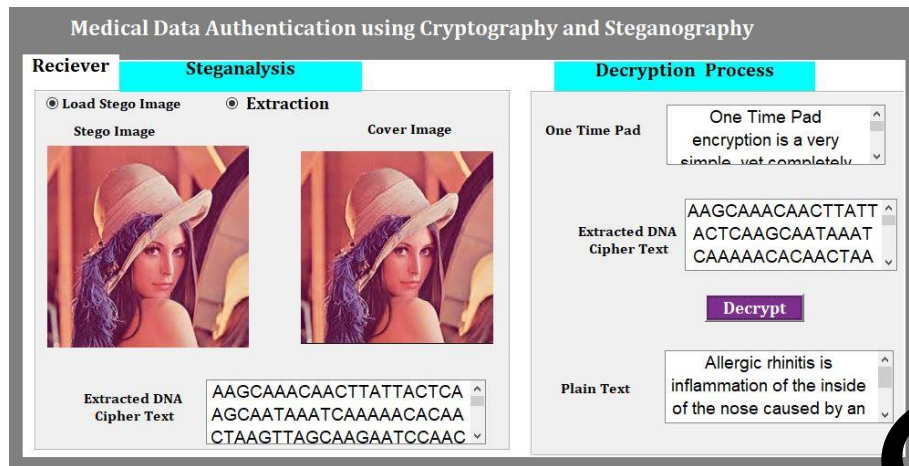 Medical Data Authentication using Cryptography and Steganography
Reciever
Steganalysis
Load Stego Image
Extraction
Stego Image
Cover Image
Extracted DNA
Cipher Text
AAGCAAACAACTTATTACTCA
AGCAATAAATCAAAAACACAA
CTAAGTTAGCAAGAATCCAAC
Decryption Process
One Time Pad
One Time Pad
encryption is a very
simple, yet completely
Extracted DNA
Cipher Text
AAGCAAACAACTTATT
ACTCAAGCAATAAAT
CAAAAACACAACTAA
Decrypt
Plain Text
Allergic rhinitis is
inflammation of the inside
of the nose caused by an